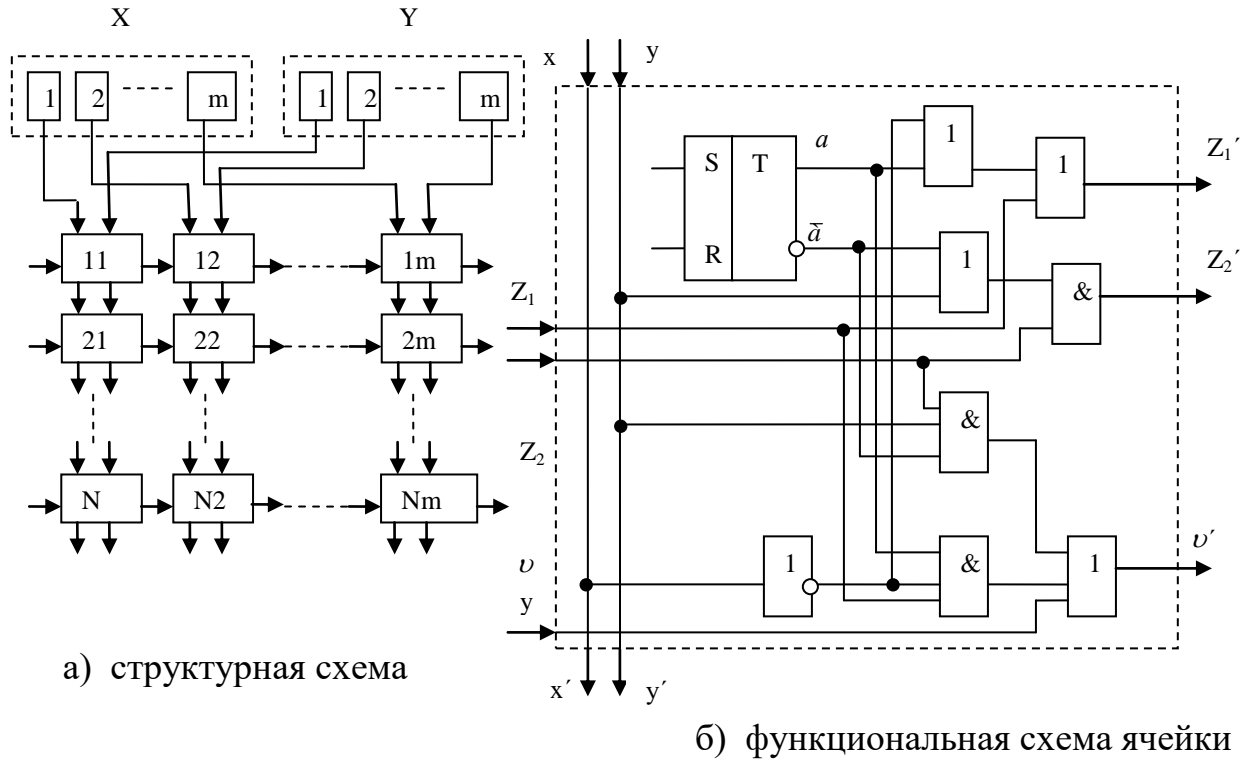 X Y
1 2 m 1 2 m
11 12 1m
21 22 2m
N N2 Nm
а) структурная схема
x y
S T
R
a
ā
1
1
1
&
&
&
1
1
Z₁
Z₂
υ
y
Z₁´
Z₂´
υ´
x´ y´
б) функциональная схема ячейки